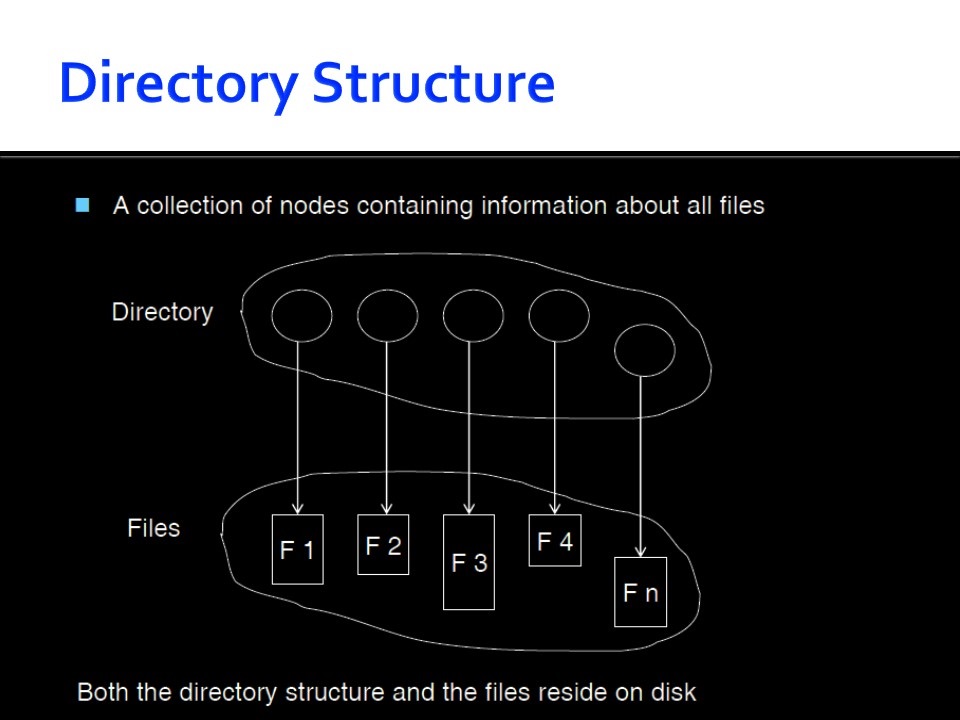 Directory Structure
A collection of nodes containing information about all files
Directory
Files
F 1
F 2
F 3
F 4
F n
Both the directory structure and the files reside on disk